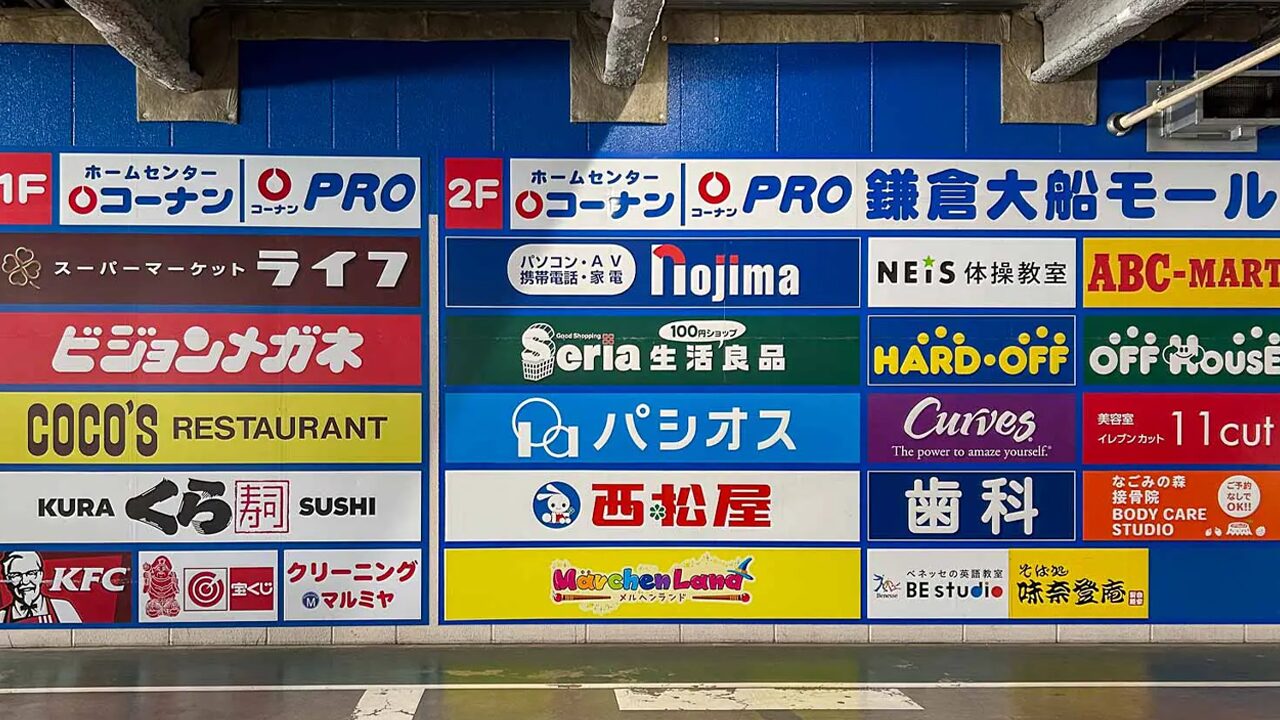 1F
ホームセンター
コーナン
コーナン PRO
スーパーマーケット ライフ
ビジョンメガネ
COCO'S RESTAURANT
KURA くら寿司 SUSHI
KFC
宝くじ
クリーニング
マルミヤ
2F
ホームセンター
コーナン
コーナン PRO
鎌倉大船モール
パソコン・AV
携帯電話・家電
nojima
NEiS 体操教室
ABC-MART
Good Shopping
Seria
100円ショップ
生活良品
HARD・OFF
OFF HOUSE
パシオス
Curves
The power to amaze yourself.®
美容室
イレブンカット
11cut
西松屋
歯科
なごみの森
接骨院
BODY CARE
STUDIO
ご予約
なしで
OK!!
Märchen Land
メルヘンランド
Benesse
ベネッセの英語教室
BE studio
そば処
味奈登庵